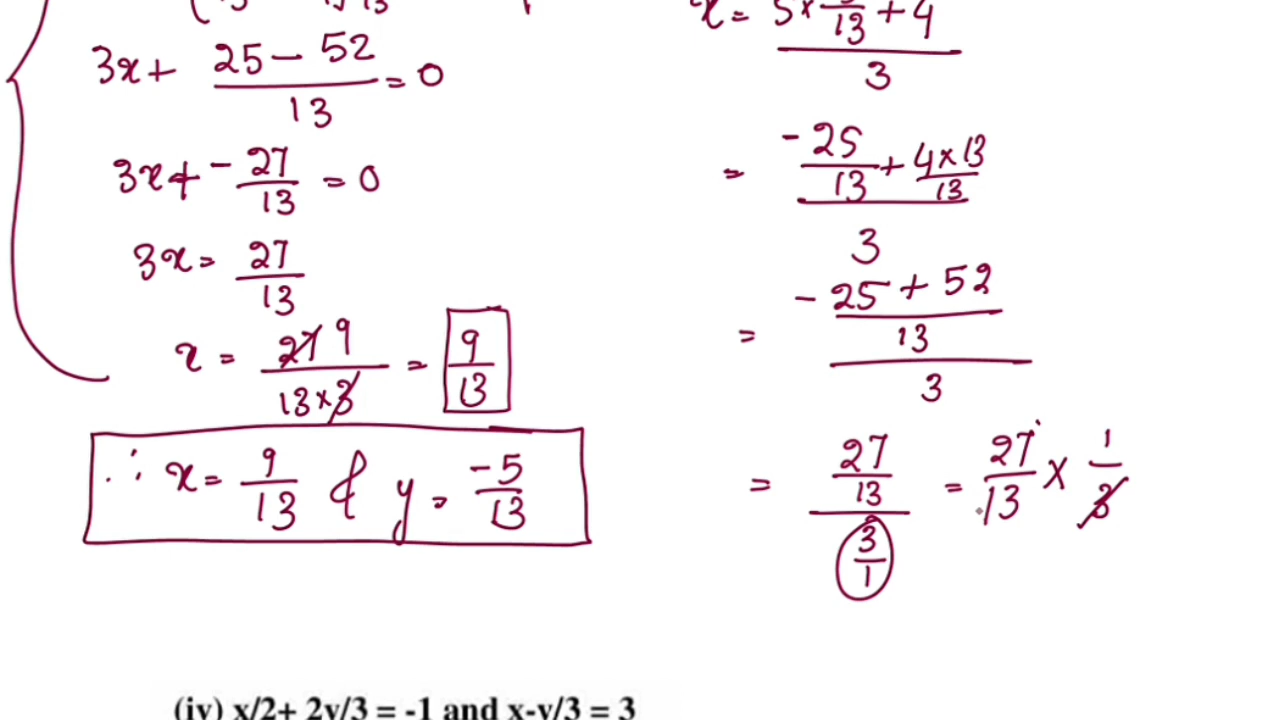 3x + (25 - 52)/13 = 0
3x + - 27/13 = 0
3x = 27/13
x = 27 9/(13 × 3) = 9/13
∴ x = 9/13 & y = -5/13
+ 4
3
= (-25/13 + 4×13/13)/3
= ((-25 + 52)/13)/3
= (27/13)/(3/1) = 27/13 × 1/3
(iv) x/2+ 2y/3 = -1 and x-y/3 = 3